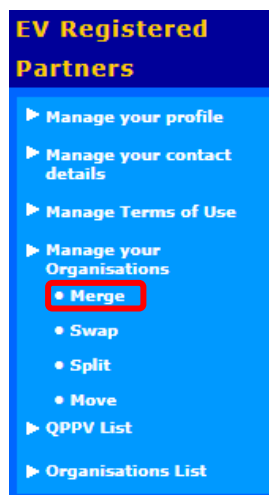 EV Registered
Partners
Manage your profile
Manage your contact
details
Manage Terms of Use
Manage your
Organisations
Merge
Swap
Split
Move
QPPV List
Organisations List